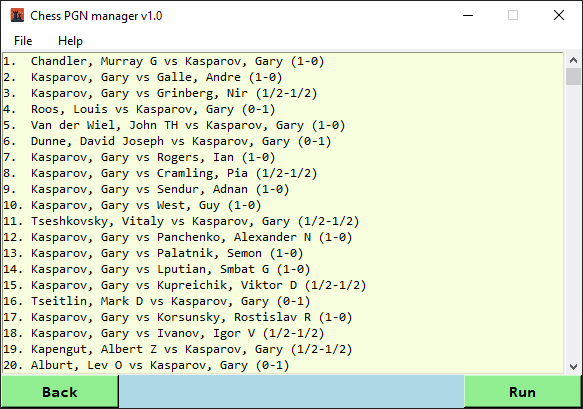 Chess PGN manager v1.0
File Help
1. Chandler, Murray G vs Kasparov, Gary (1-0)
2. Kasparov, Gary vs Galle, Andre (1-0)
3. Kasparov, Gary vs Grinberg, Nir (1/2-1/2)
4. Roos, Louis vs Kasparov, Gary (0-1)
5. Van der Wiel, John TH vs Kasparov, Gary (1-0)
6. Dunne, David Joseph vs Kasparov, Gary (0-1)
7. Kasparov, Gary vs Rogers, Ian (1-0)
8. Kasparov, Gary vs Cramling, Pia (1/2-1/2)
9. Kasparov, Gary vs Sendur, Adnan (1-0)
10. Kasparov, Gary vs West, Guy (1-0)
11. Tseshkovsky, Vitaly vs Kasparov, Gary (1/2-1/2)
12. Kasparov, Gary vs Panchenko, Alexander N (1-0)
13. Kasparov, Gary vs Palatnik, Semon (1-0)
14. Kasparov, Gary vs Lputian, Smbat G (1-0)
15. Kasparov, Gary vs Kupreichik, Viktor D (1/2-1/2)
16. Tseitlin, Mark D vs Kasparov, Gary (0-1)
17. Kasparov, Gary vs Korsunsky, Rostislav R (1-0)
18. Kasparov, Gary vs Ivanov, Igor V (1/2-1/2)
19. Kapengut, Albert Z vs Kasparov, Gary (1/2-1/2)
20. Alburt, Lev O vs Kasparov, Gary (0-1)
Back Run